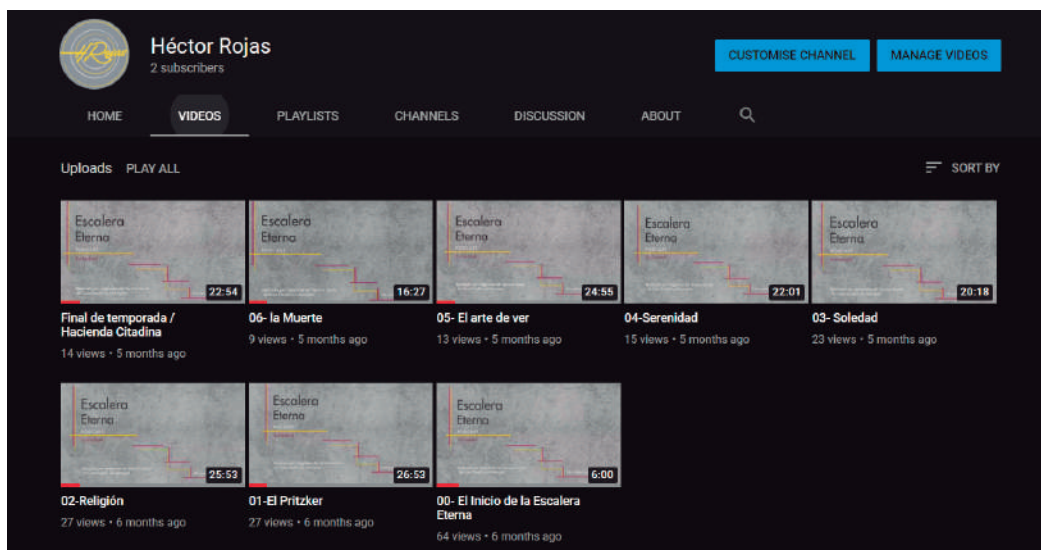 HRojas
Héctor Rojas
2 subscribers
CUSTOMISE CHANNEL
MANAGE VIDEOS
HOME VIDEOS PLAYLISTS CHANNELS DISCUSSION ABOUT
Uploads PLAY ALL
SORT BY
Escalera
Eterna
22:54
Escalera
Eterna
16:27
Escalera
Eterna
24:55
Escalera
Eterna
22:01
Escalera
Eterna
20:18
Final de temporada /
Hacienda Citadina
14 views • 5 months ago
06- la Muerte
9 views • 5 months ago
05- El arte de ver
13 views • 5 months ago
04-Serenidad
15 views • 5 months ago
03- Soledad
23 views • 5 months ago
Escalera
Eterna
25:53
Escalera
Eterna
26:53
Escalera
Eterna
6:00
02-Religión
27 views • 6 months ago
01-El Pritzker
27 views • 6 months ago
00- El Inicio de la Escalera
Eterna
64 views • 6 months ago